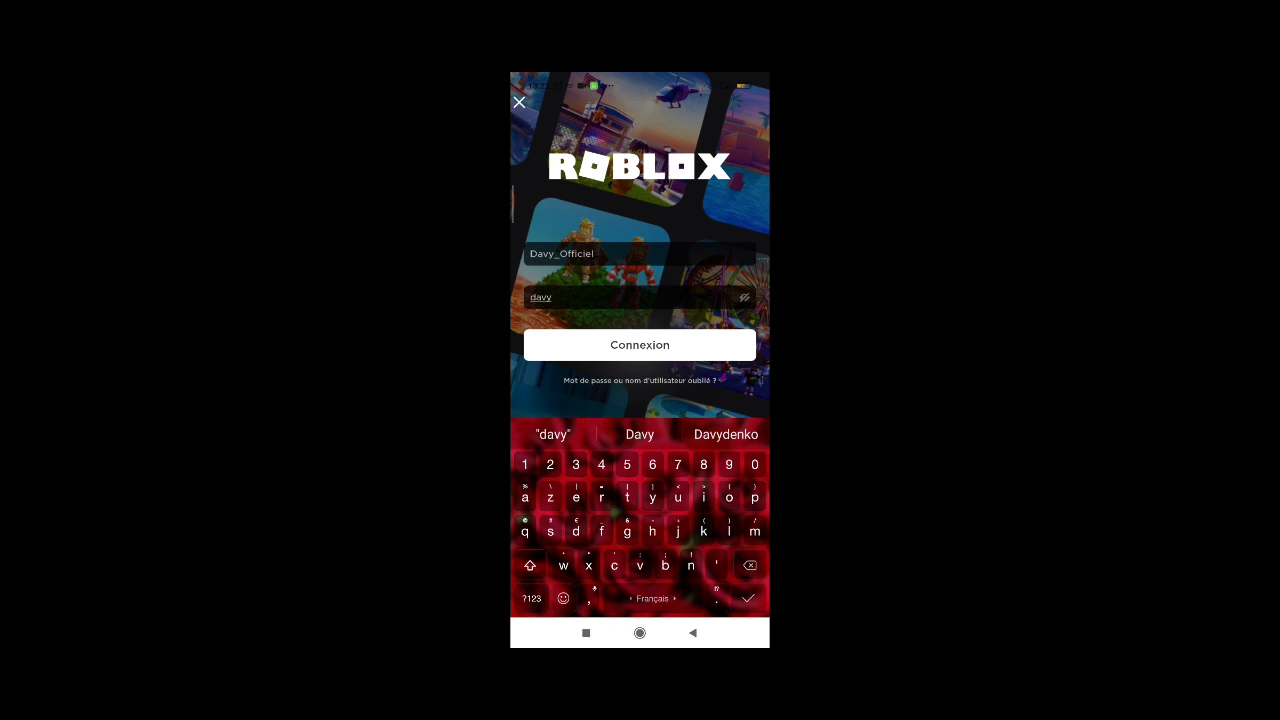 ROBLOX
Davy_Officiel
davy
Connexion
Mot de passe ou nom d'utilisateur oublié ?
"davy" Davy Davydenko
1 2 3 4 5 6 7 8 9 0
a z e r t y u i o p
q s d f g h j k l m
w x c v b n '
?123 , Français !? .